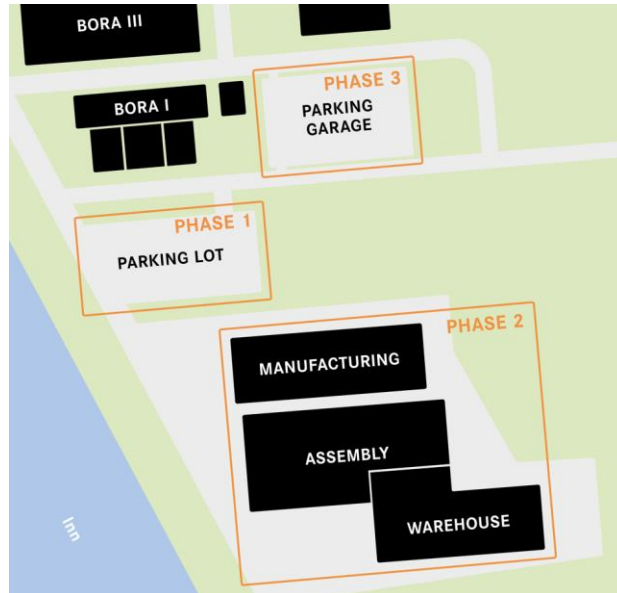 BORA III
PHASE 3
PARKING
GARAGE
BORA I
PHASE 1
PARKING LOT
PHASE 2
MANUFACTURING
ASSEMBLY
WAREHOUSE
Inn